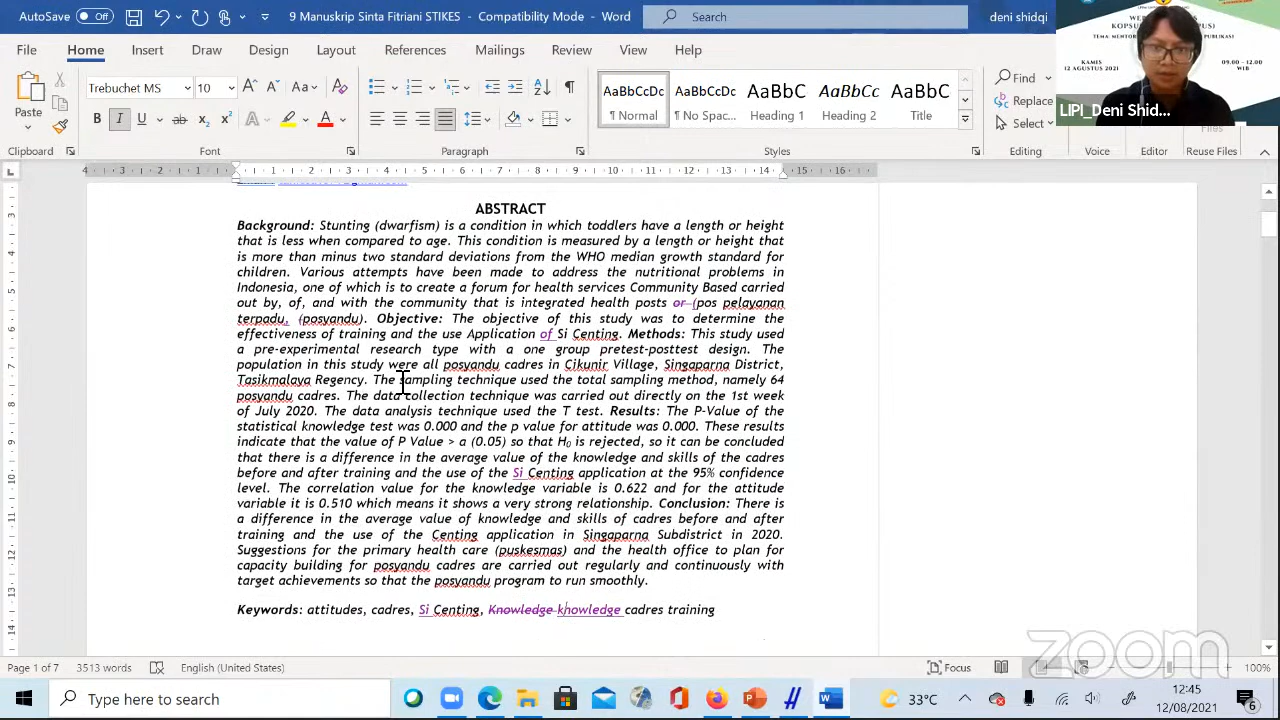 AutoSave Off
9 Manuskrip Sinta Fitriani S.docx - Compatibility Mode - Word
Search
deni shidqi
File Home Insert Draw Design Layout References Mailings Review View Help
Paste
Clipboard
Trebuchet MS 10
Font
Paragraph
AaBbCcDc AaBbCcDc AaBbC AaBbCc AaBbC
¶ Normal ¶ No Spac... Heading 1 Heading 2 Title
Styles
Find
Replace
Select
Editing
Files
KAMIS
12 AGUSTUS 2021
09.00 - 12.00
WIB
LIPI_Deni Shid...
ABSTRACT
Background: Stunting (dwarfism) is a condition in which toddlers have a length or height
that is less when compared to age. This condition is measured by a length or height that
is more than minus two standard deviations from the WHO median growth standard for
children. Various attempts have been made to address the nutritional problems in
Indonesia, one of which is to create a forum for health services Community Based carried
out by, of, and with the community that is integrated health posts or (pos pelayanan
terpadu, (posyandu). Objective: The objective of this study was to determine the
effectiveness of training and the use Application of Si Centing. Methods: This study used
a pre-experimental research type with a one group pretest-posttest design. The
population in this study were all posyandu cadres in Cikunir Village, Singaparna District,
Tasikmalaya Regency. The sampling technique used the total sampling method, namely 64
posyandu cadres. The data collection technique was carried out directly on the 1st week
of July 2020. The data analysis technique used the T test. Results: The P-Value of the
statistical knowledge test was 0.000 and the p value for attitude was 0.000. These results
indicate that the value of P Value > a (0.05) so that H0 is rejected, so it can be concluded
that there is a difference in the average value of the knowledge and skills of the cadres
before and after training and the use of the Si Centing application at the 95% confidence
level. The correlation value for the knowledge variable is 0.622 and for the attitude
variable it is 0.510 which means it shows a very strong relationship. Conclusion: There is
a difference in the average value of knowledge and skills of cadres before and after
training and the use of the Centing application in Singaparna Subdistrict in 2020.
Suggestions for the primary health care (puskesmas) and the health office to plan for
capacity building for posyandu cadres are carried out regularly and continuously with
target achievements so that the posyandu program to run smoothly.
Keywords: attitudes, cadres, Si Centing, Knowledge knowledge cadres training
zoom
Page 1 of 7 3513 words English (United States) Focus 100%
Type here to search
33°C
12:45
12/08/2021
6